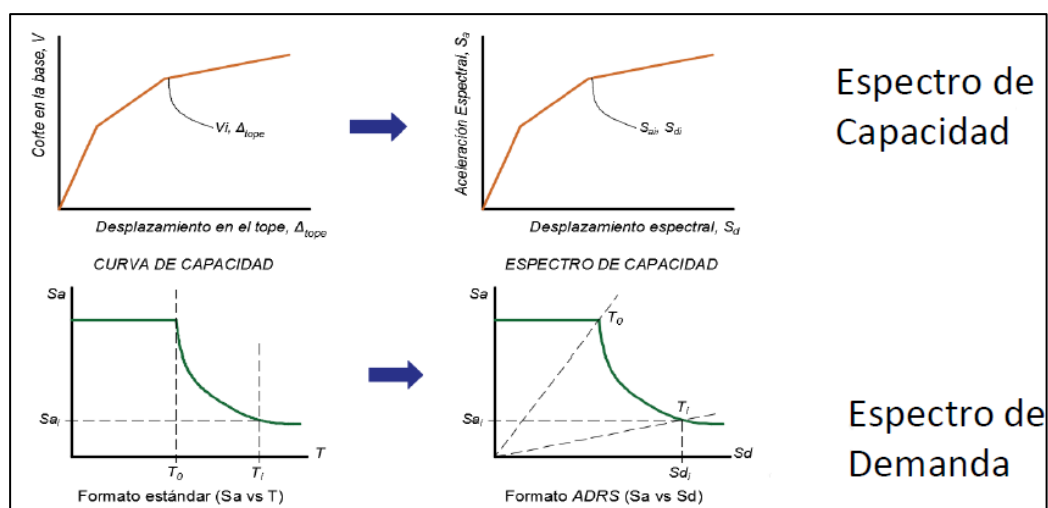 Corte en la base, V
Vi, Δtope
Desplazamiento en el tope, Δtope
CURVA DE CAPACIDAD
Aceleración Espectral, Sa
Sai, Sdi
Desplazamiento espectral, Sd
ESPECTRO DE CAPACIDAD
Espectro de
Capacidad
Sa
Sai
T
T0
Ti
Formato estándar (Sa vs T)
Sa
T0
Ti
Sai
Sd
Sdi
Formato ADRS (Sa vs Sd)
Espectro de
Demanda